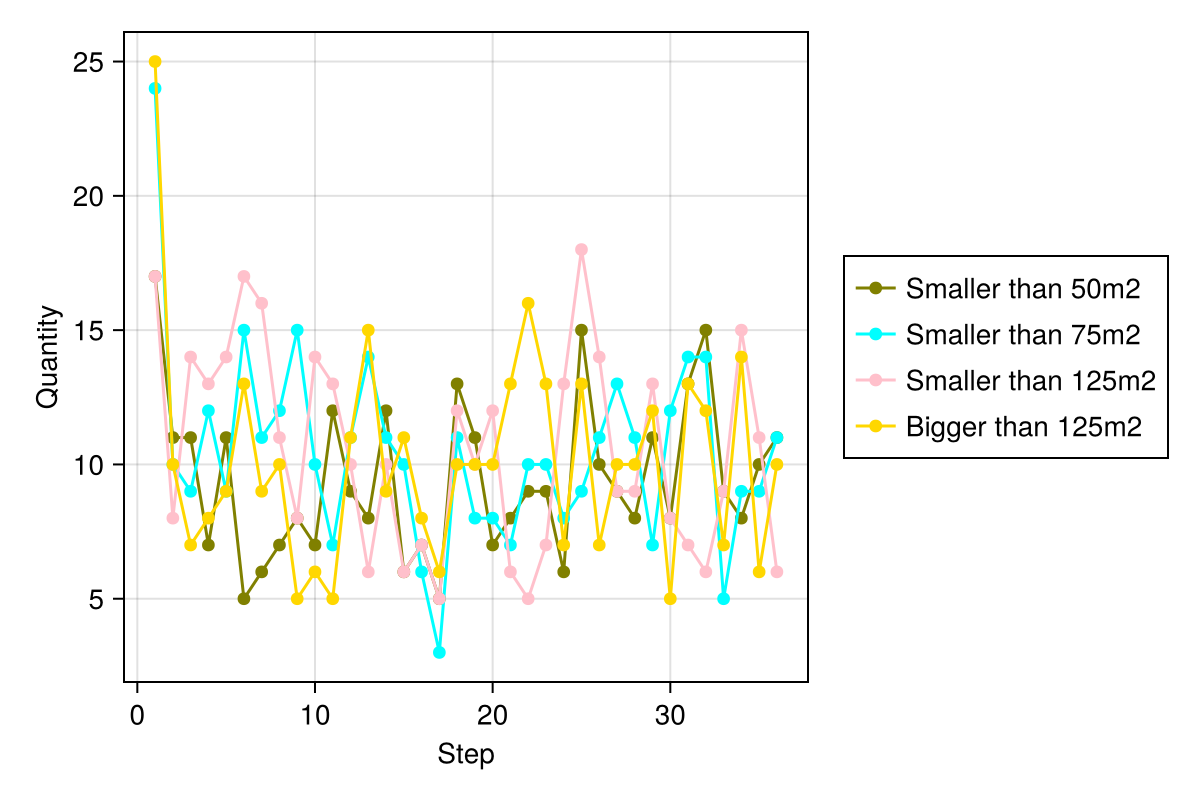 25
20
15
10
5
Quantity
0 10 20 30
Step
Smaller than 50m2
Smaller than 75m2
Smaller than 125m2
Bigger than 125m2